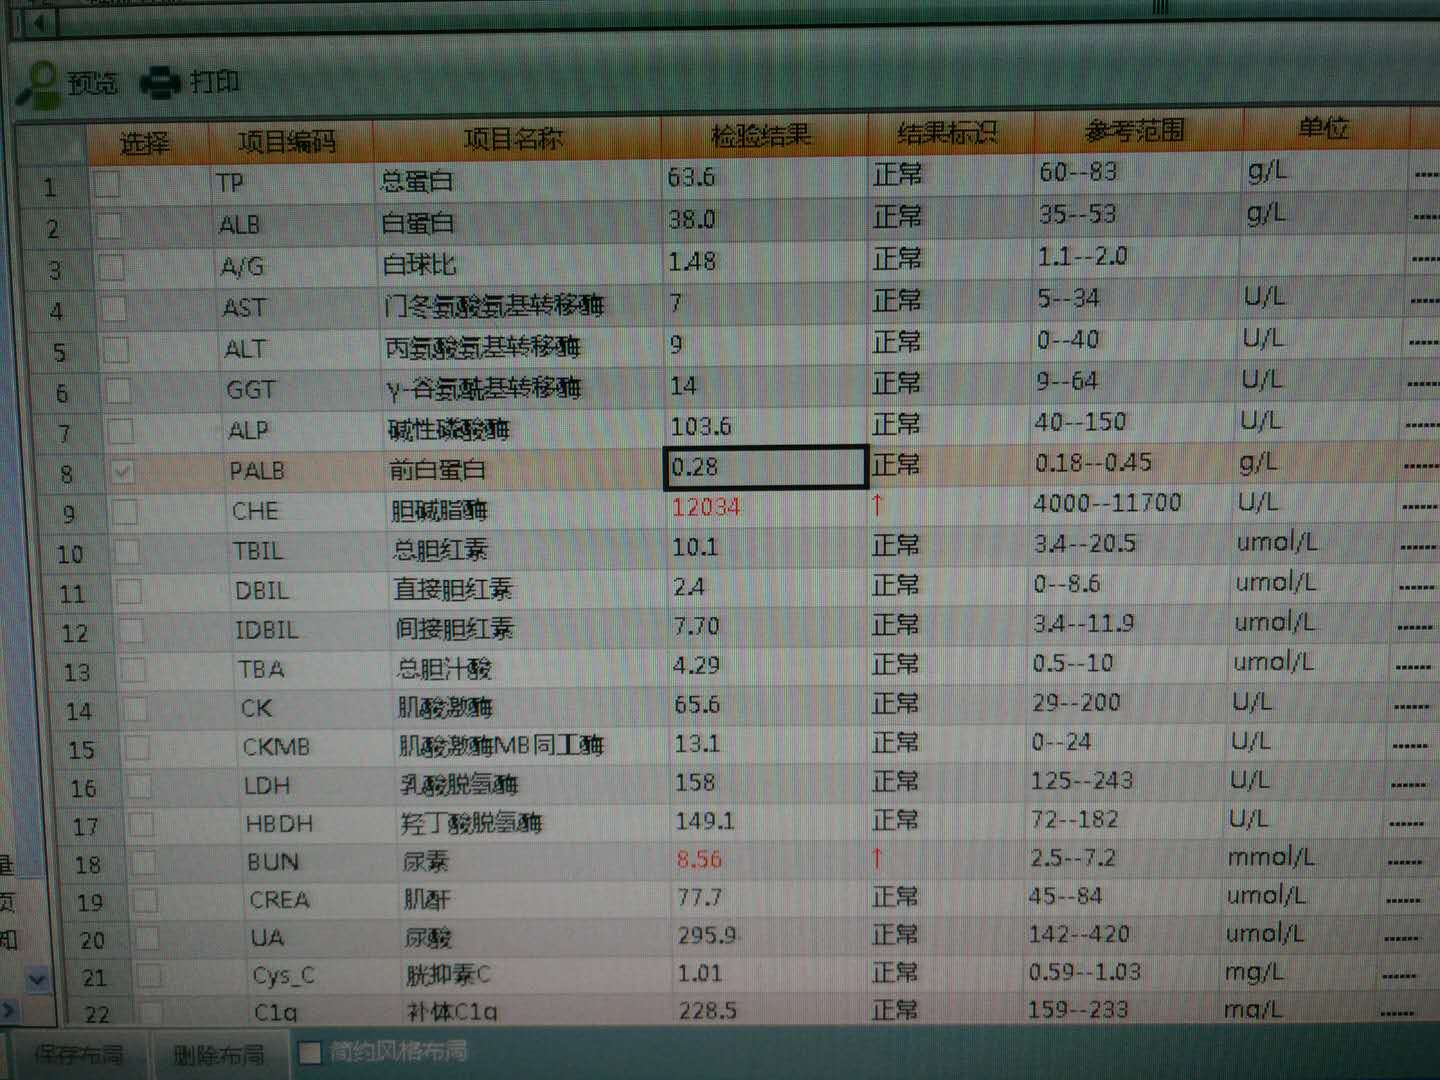 预览 打印
选择 项目编码 项目名称 检验结果 结果标识 参考范围 单位
1 TP 总蛋白 63.6 正常 60--83 g/L ......
2 ALB 白蛋白 38.0 正常 35--53 g/L ......
3 A/G 白球比 1.48 正常 1.1--2.0 ......
4 AST 门冬氨酸氨基转移酶 7 正常 5--34 U/L ......
5 ALT 丙氨酸氨基转移酶 9 正常 0--40 U/L ......
6 GGT γ-谷氨酰基转移酶 14 正常 9--64 U/L ......
7 ALP 碱性磷酸酶 103.6 正常 40--150 U/L ......
8 PALB 前白蛋白 0.28 正常 0.18--0.45 g/L ......
9 CHE 胆碱脂酶 12034 ↑ 4000--11700 U/L ......
10 TBIL 总胆红素 10.1 正常 3.4--20.5 umol/L ......
11 DBIL 直接胆红素 2.4 正常 0--8.6 umol/L ......
12 IDBIL 间接胆红素 7.70 正常 3.4--11.9 umol/L ......
13 TBA 总胆汁酸 4.29 正常 0.5--10 umol/L ......
14 CK 肌酸激酶 65.6 正常 29--200 U/L ......
15 CKMB 肌酸激酶MB同工酶 13.1 正常 0--24 U/L ......
16 LDH 乳酸脱氢酶 158 正常 125--243 U/L ......
17 HBDH 羟丁酸脱氢酶 149.1 正常 72--182 U/L ......
18 BUN 尿素 8.56 ↑ 2.5--7.2 mmol/L ......
19 CREA 肌酐 77.7 正常 45--84 umol/L ......
20 UA 尿酸 295.9 正常 142--420 umol/L ......
21 Cys_C 胱抑素C 1.01 正常 0.59--1.03 mg/L ......
22 C1q 补体C1q 228.5 正常 159--233 mg/L ......
保存布局 删除布局 简约风格布局